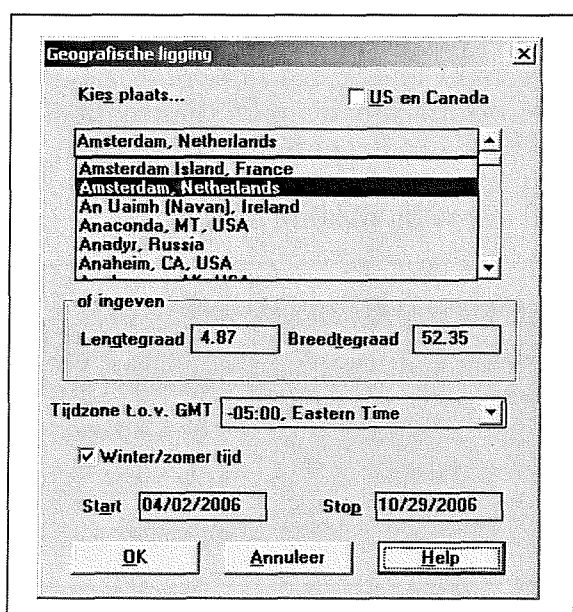 Geografische ligging
Kies plaats... US en Canada
Amsterdam, Netherlands
Amsterdam Island, France
Amsterdam, Netherlands
An Uaimh (Navan), Ireland
Anaconda, MT, USA
Anadyr, Russia
Anaheim, CA, USA
of ingeven
Lengtegraad 4.87 Breedtegraad 52.35
Tijdzone t.o.v. GMT -05:00, Eastern Time
Winter/zomer tijd
Start 04/02/2006 Stop 10/29/2006
OK Annuleer Help